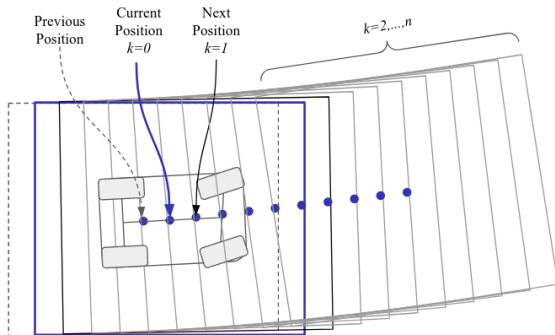 Previous
Position
Current
Position
k=0
Next
Position
k=1
k=2,...,n